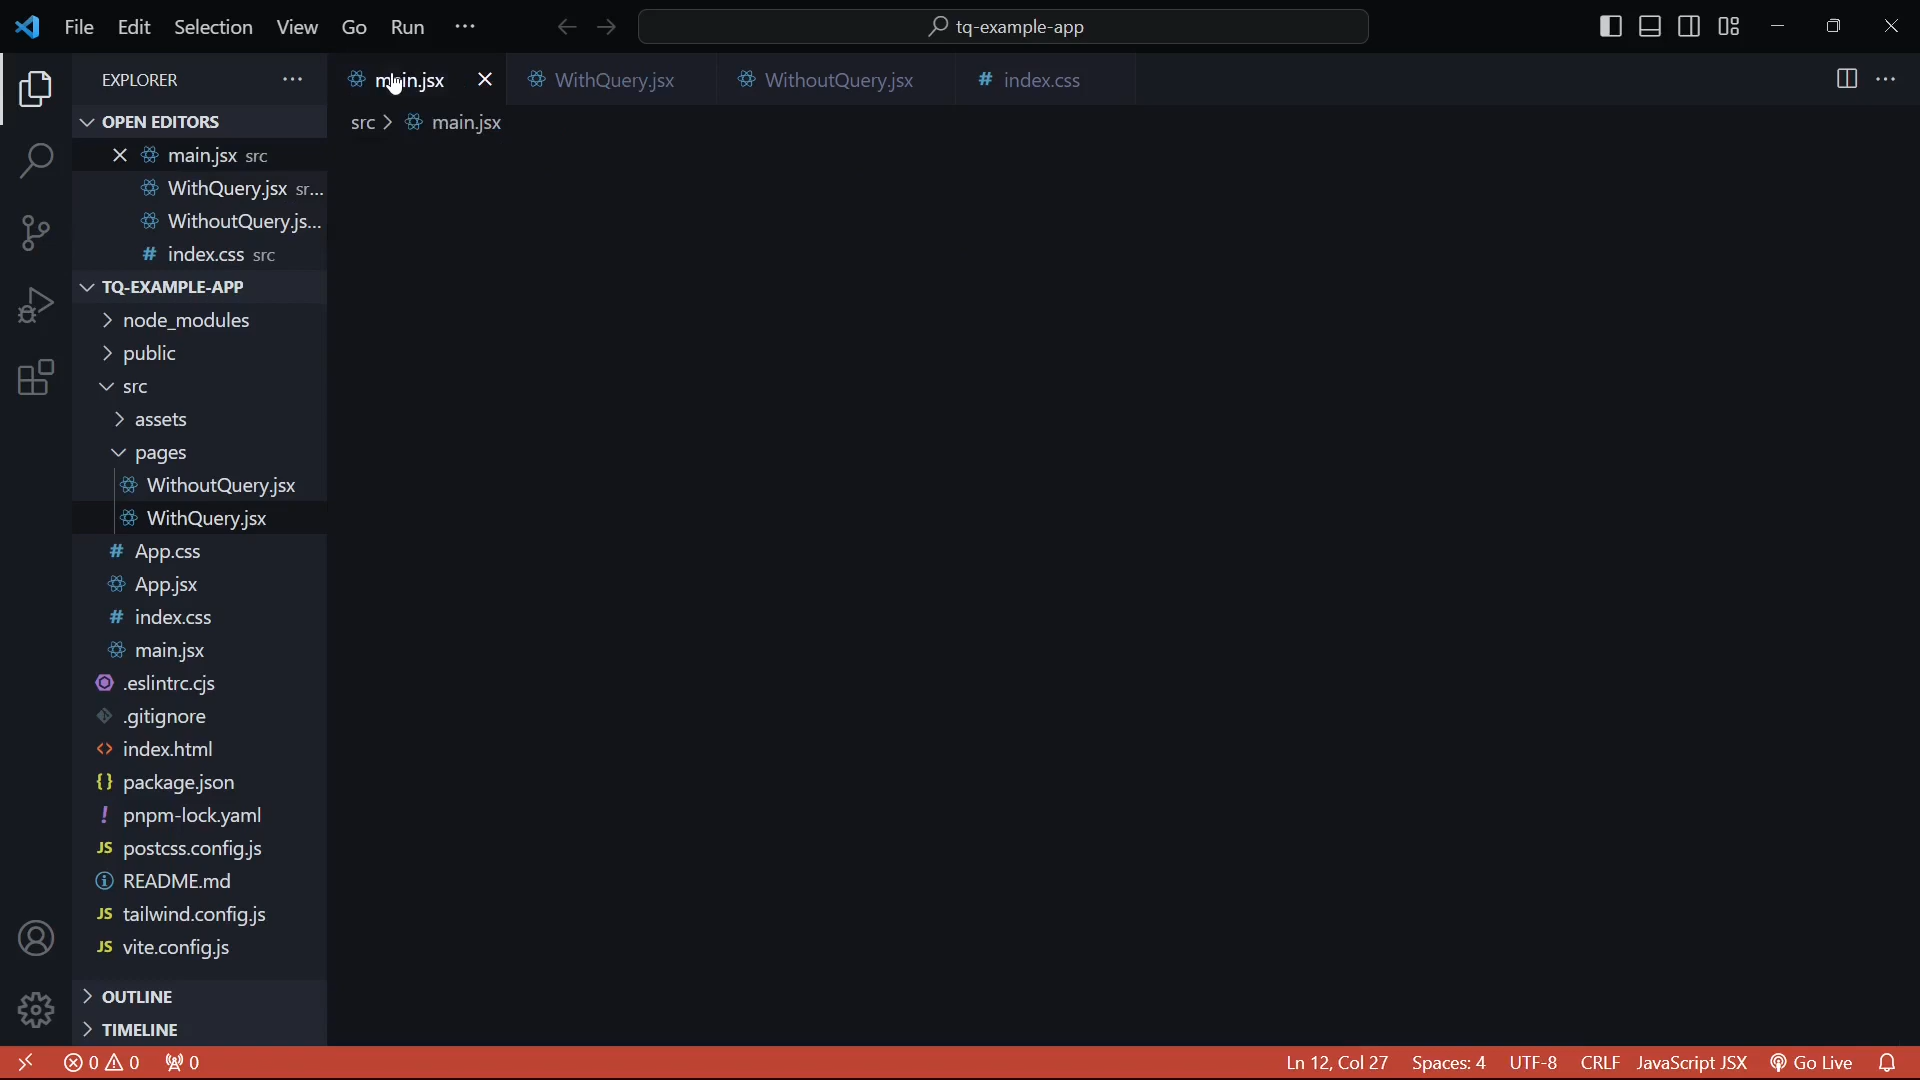 File Edit Selection View Go Run ··· tq-example-app
EXPLORER ···
main.jsx WithQuery.jsx WithoutQuery.jsx # index.css
OPEN EDITORS
src > main.jsx
main.jsx src
WithQuery.jsx sr...
WithoutQuery.js...
# index.css src
TQ-EXAMPLE-APP
node_modules
public
src
assets
pages
WithoutQuery.jsx
WithQuery.jsx
# App.css
App.jsx
# index.css
main.jsx
.eslintrc.cjs
.gitignore
<> index.html
{} package.json
! pnpm-lock.yaml
JS postcss.config.js
README.md
JS tailwind.config.js
JS vite.config.js
OUTLINE
TIMELINE
0 0 0 Ln 12, Col 27 Spaces: 4 UTF-8 CRLF JavaScript JSX Go Live